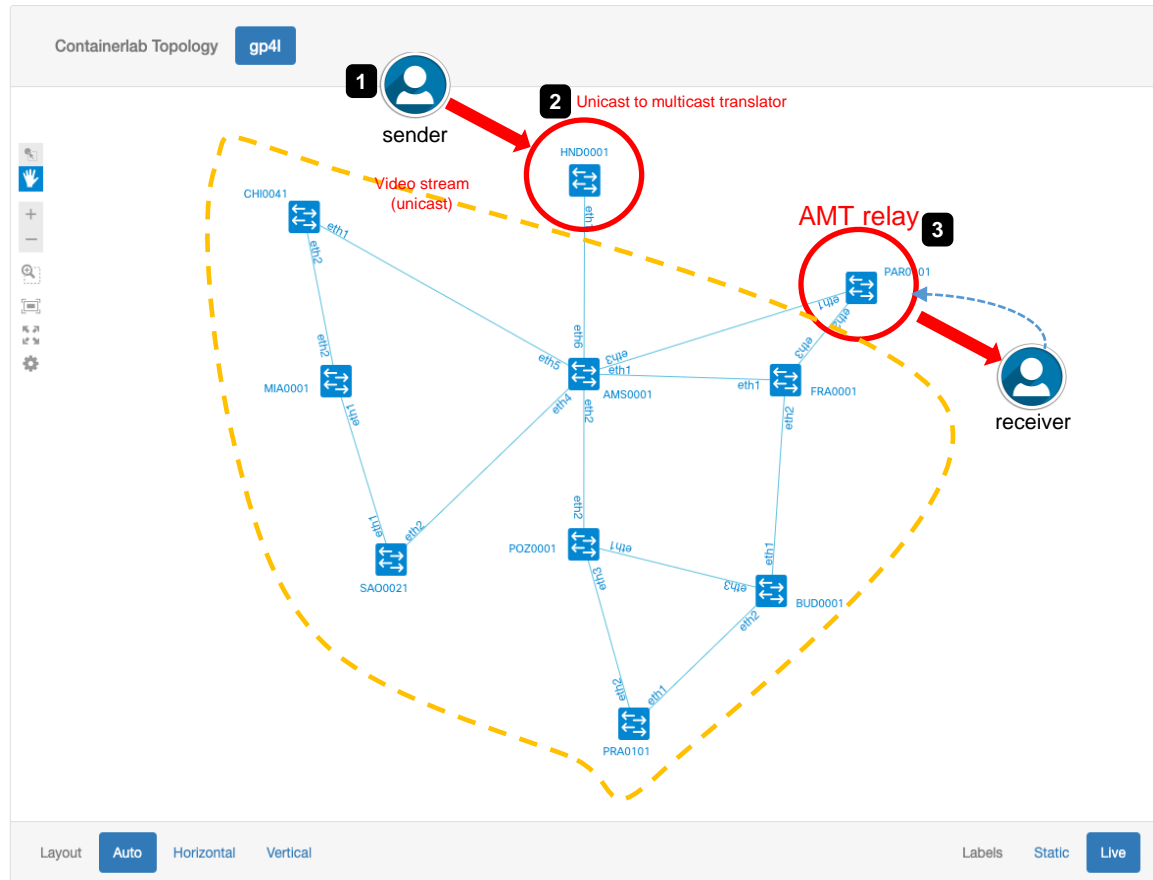 Containerlab Topology
gp4l
1
sender
2
Unicast to multicast translator
HND0001
eth1
Video stream
(unicast)
CHI0041
eth1
eth2
AMT relay
3
PAR0101
eth1
eth2
eth6
eth3
eth5
eth1
AMS0001
eth4
eth2
eth3
eth1
FRA0001
eth2
receiver
eth2
MIA0001
eth1
eth1
eth2
SAO0021
eth2
POZ0001
eth1
eth3
eth1
eth3
BUD0001
eth2
eth2
eth1
PRA0101
Layout
Auto
Horizontal
Vertical
Labels
Static
Live